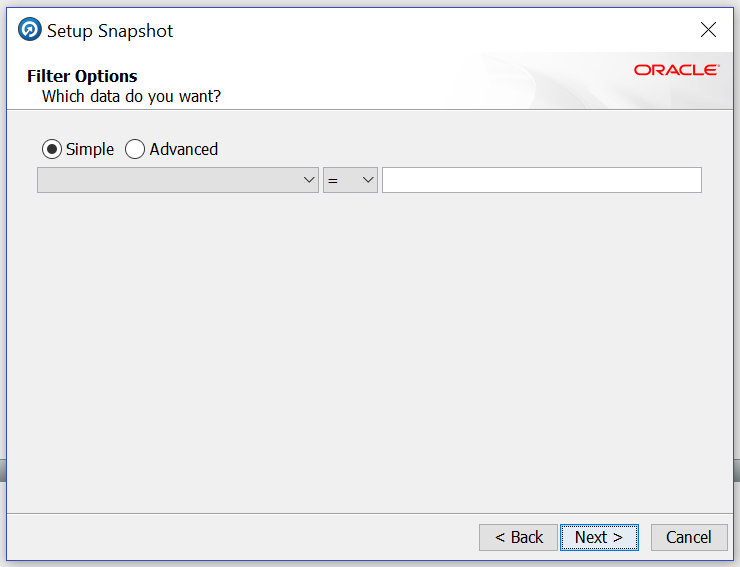 Setup Snapshot
Filter Options
ORACLE
Which data do you want?
Simple Advanced
=
< Back Next > Cancel